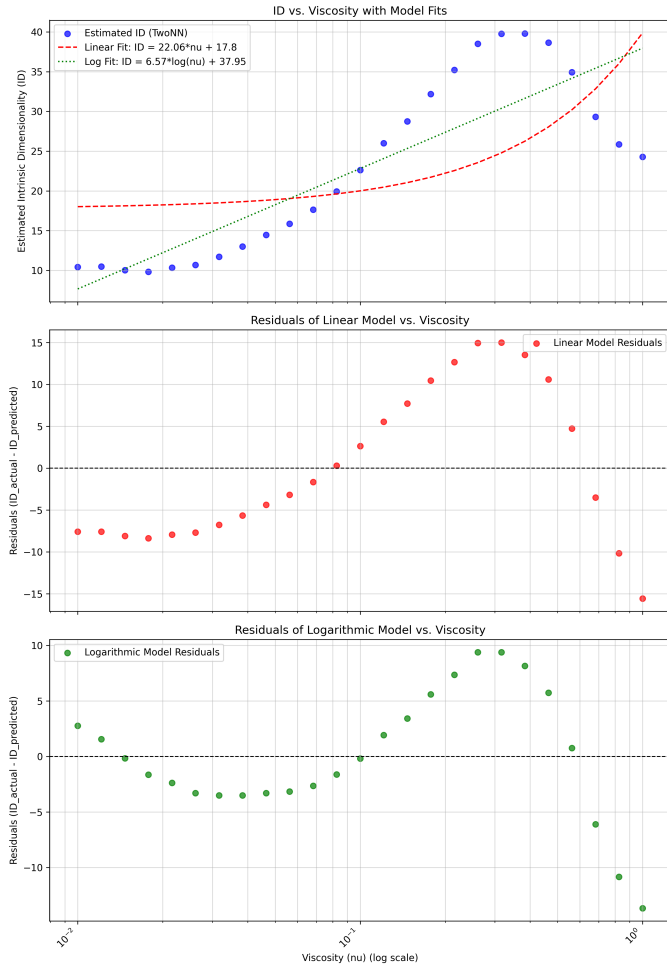 ID vs. Viscosity with Model Fits
Estimated Intrinsic Dimensionality (ID)
40
35
30
25
20
15
10
Estimated ID (TwoNN)
Linear Fit: ID = 22.06*nu + 17.8
Log Fit: ID = 6.57*log(nu) + 37.95
Residuals of Linear Model vs. Viscosity
Residuals (ID_actual - ID_predicted)
15
10
5
0
−5
−10
−15
Linear Model Residuals
Residuals of Logarithmic Model vs. Viscosity
Residuals (ID_actual - ID_predicted)
10
5
0
−5
−10
Logarithmic Model Residuals
10⁻²
10⁻¹
10⁰
Viscosity (nu) (log scale)